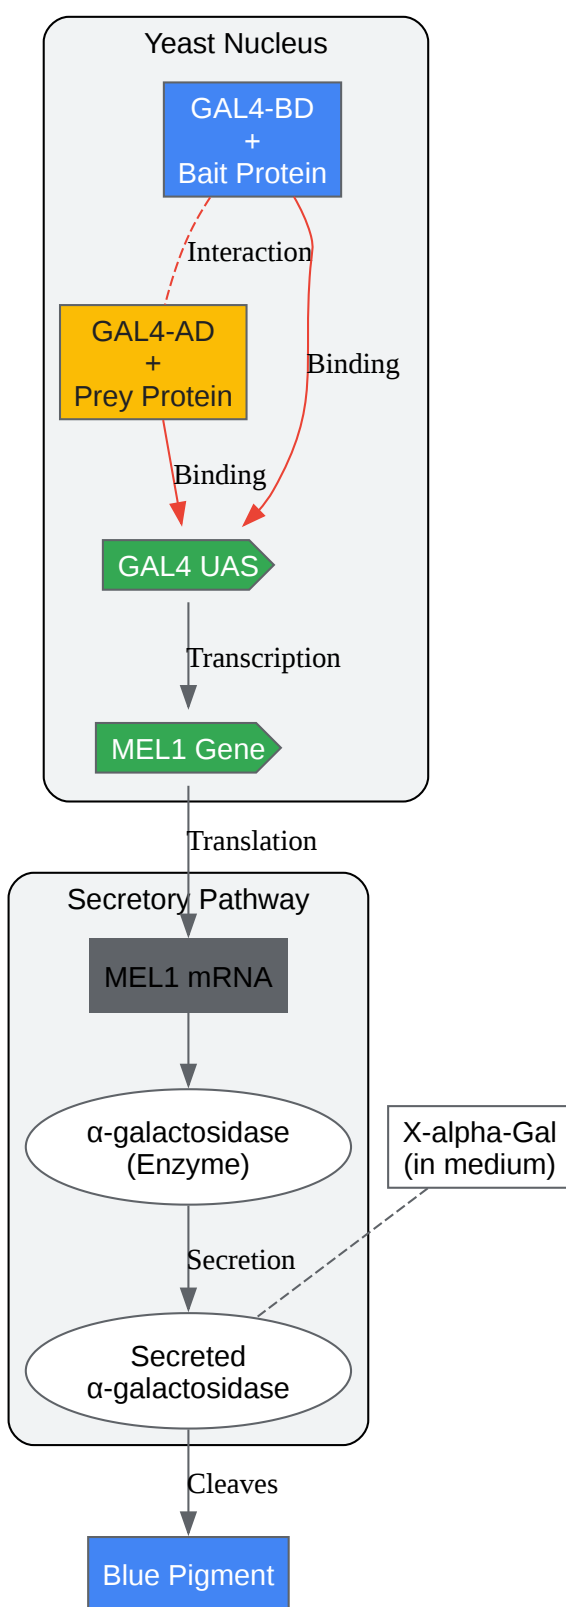 Yeast Nucleus
GAL4-BD
+
Bait Protein
Interaction
GAL4-AD
+
Prey Protein
Binding
Binding
GAL4 UAS
Transcription
MEL1 Gene
Translation
Secretory Pathway
MEL1 mRNA
α-galactosidase
(Enzyme)
X-alpha-Gal
(in medium)
Secretion
Secreted
α-galactosidase
Cleaves
Blue Pigment